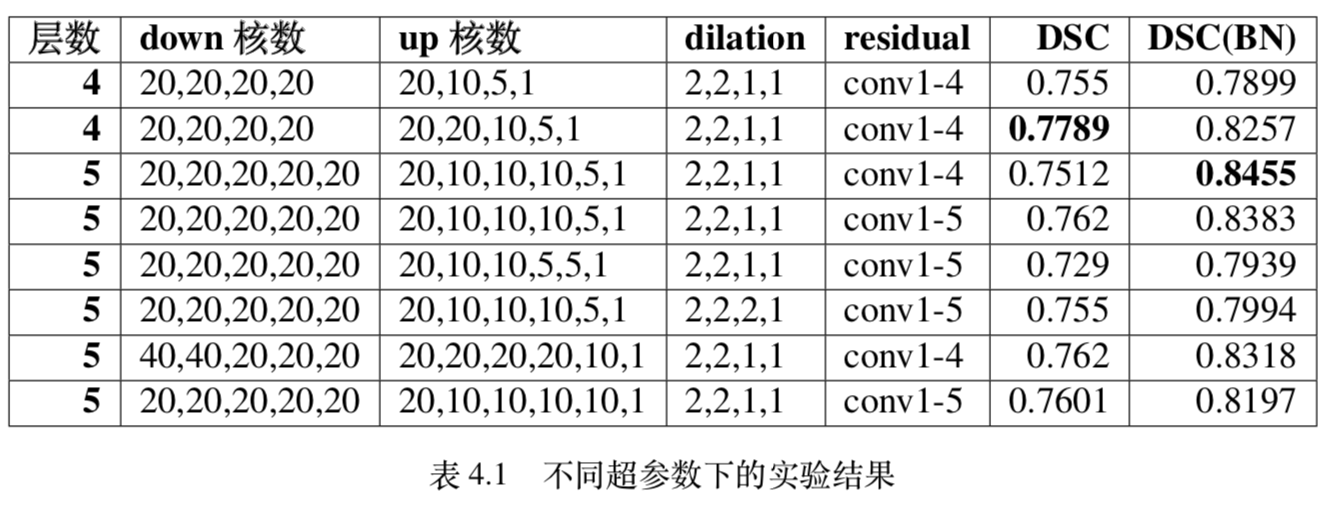 层数 down 核数 up 核数 dilation residual DSC DSC(BN)
4 20,20,20,20 20,10,5,1 2,2,1,1 conv1-4 0.755 0.7899
4 20,20,20,20 20,20,10,5,1 2,2,1,1 conv1-4 0.7789 0.8257
5 20,20,20,20,20 20,10,10,10,5,1 2,2,1,1 conv1-4 0.7512 0.8455
5 20,20,20,20,20 20,10,10,10,5,1 2,2,1,1 conv1-5 0.762 0.8383
5 20,20,20,20,20 20,10,10,5,5,1 2,2,1,1 conv1-5 0.729 0.7939
5 20,20,20,20,20 20,10,10,10,5,1 2,2,2,1 conv1-5 0.755 0.7994
5 40,40,20,20,20 20,20,20,20,10,1 2,2,1,1 conv1-4 0.762 0.8318
5 20,20,20,20,20 20,10,10,10,10,1 2,2,1,1 conv1-5 0.7601 0.8197
表 4.1 不同超参数下的实验结果